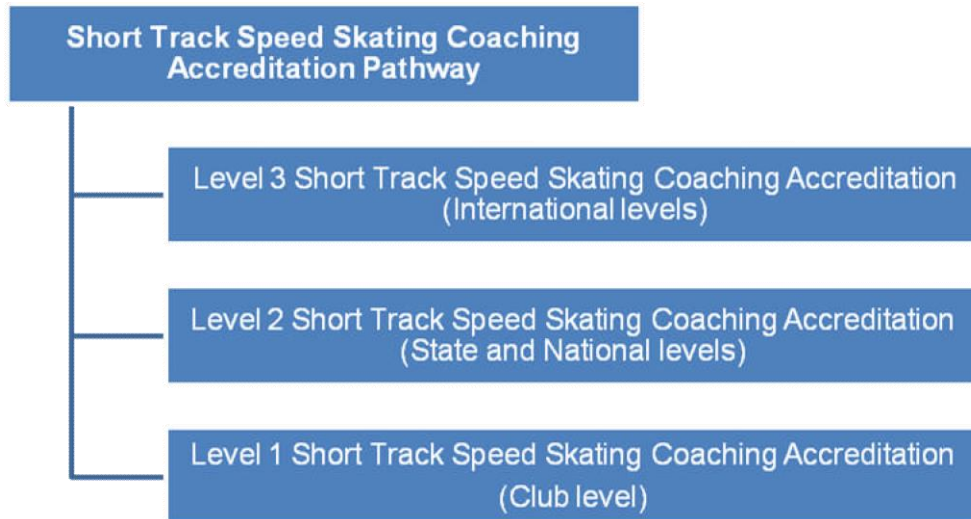 Short Track Speed Skating Coaching
Accreditation Pathway
Level 3 Short Track Speed Skating Coaching Accreditation
(International levels)
Level 2 Short Track Speed Skating Coaching Accreditation
(State and National levels)
Level 1 Short Track Speed Skating Coaching Accreditation
(Club level)